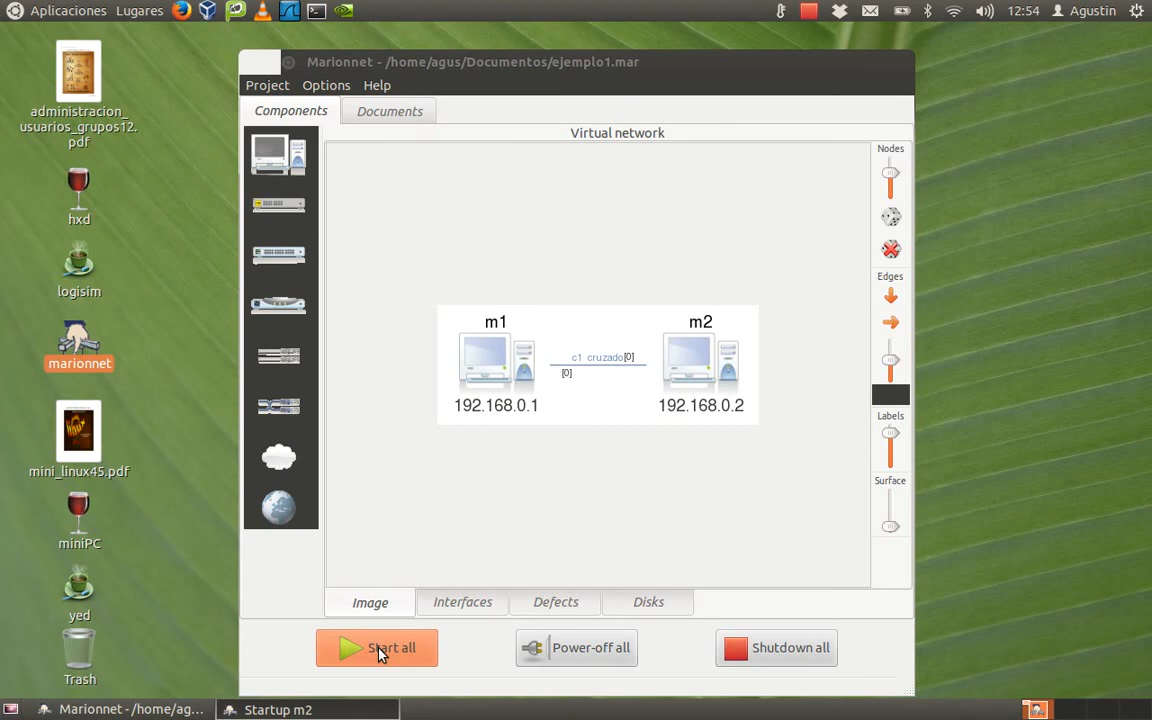 Aplicaciones Lugares 12:54 Agustin
administracion_
usuarios_grupos12.
pdf
hxd
logisim
marionnet
mini_linux45.pdf
miniPC
yed
Trash
Marionnet - /home/agus/Documentos/ejemplo1.mar
Project Options Help
Components Documents
Virtual network
m1 m2
c1 cruzado[0]
[0]
192.168.0.1 192.168.0.2
Nodes
Edges
Labels
Surface
Image Interfaces Defects Disks
Start all Power-off all Shutdown all
Marionnet - /home/ag... Startup m2